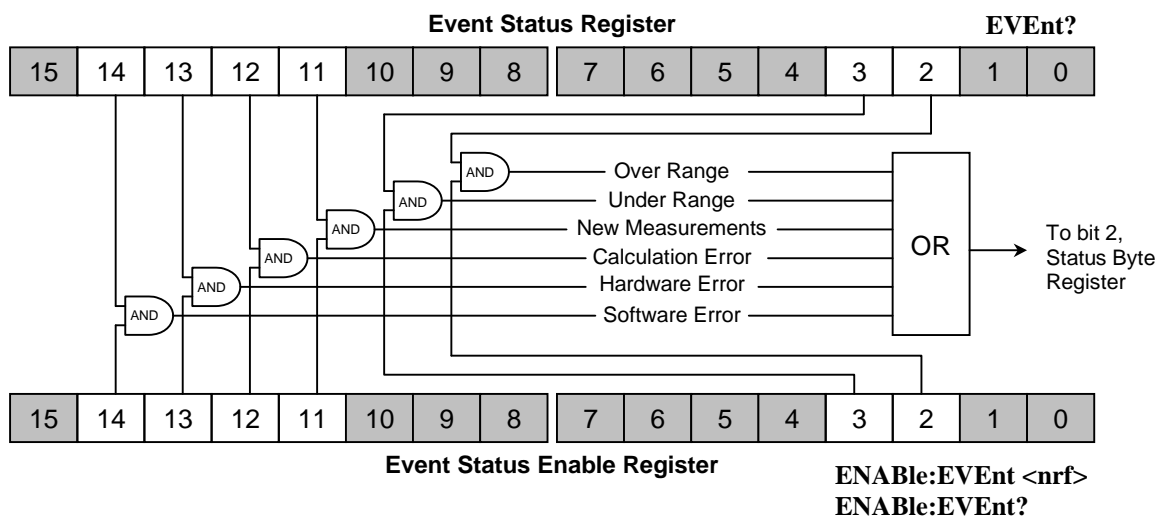 Event Status Register EVEnt?
15 14 13 12 11 10 9 8 7 6 5 4 3 2 1 0
AND Over Range
AND Under Range
AND New Measurements
AND Calculation Error
AND Hardware Error
AND Software Error
OR
To bit 2,
Status Byte
Register
15 14 13 12 11 10 9 8 7 6 5 4 3 2 1 0
Event Status Enable Register
ENABle:EVEnt <nrf>
ENABle:EVEnt?